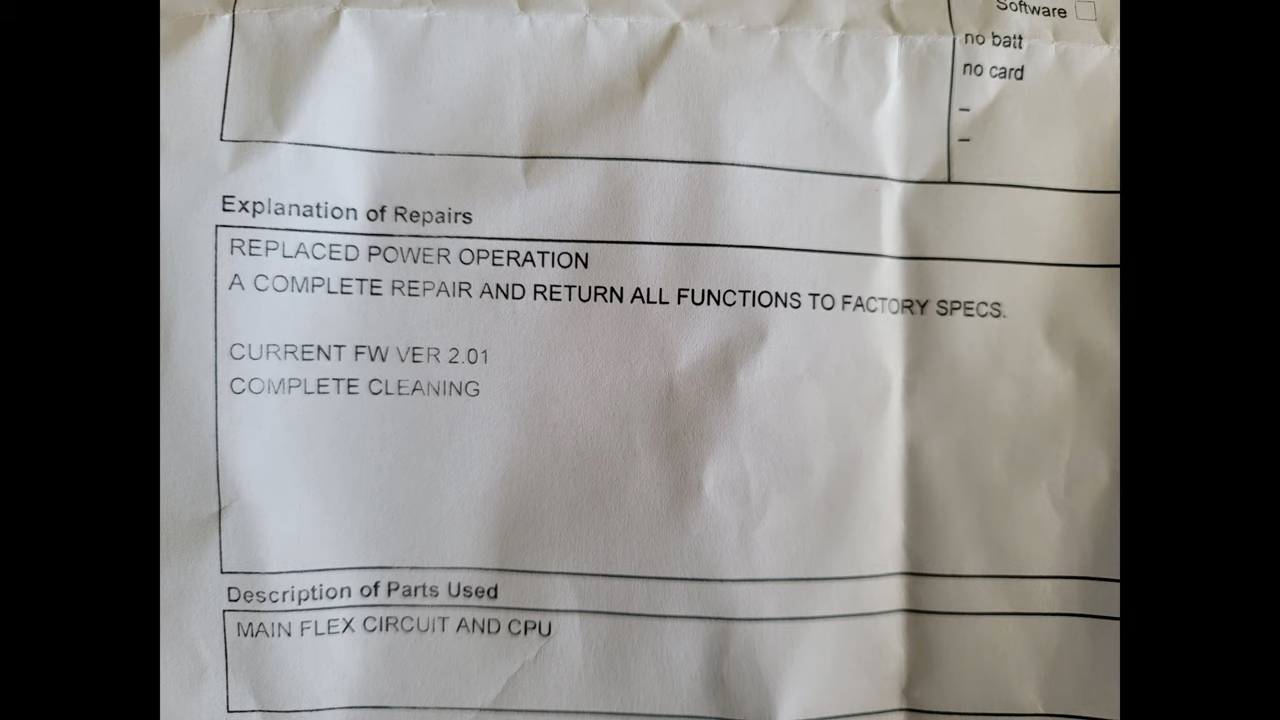 Software
no batt
no card
–
–
Explanation of Repairs
REPLACED POWER OPERATION
A COMPLETE REPAIR AND RETURN ALL FUNCTIONS TO FACTORY SPECS.
CURRENT FW VER 2.01
COMPLETE CLEANING
Description of Parts Used
MAIN FLEX CIRCUIT AND CPU